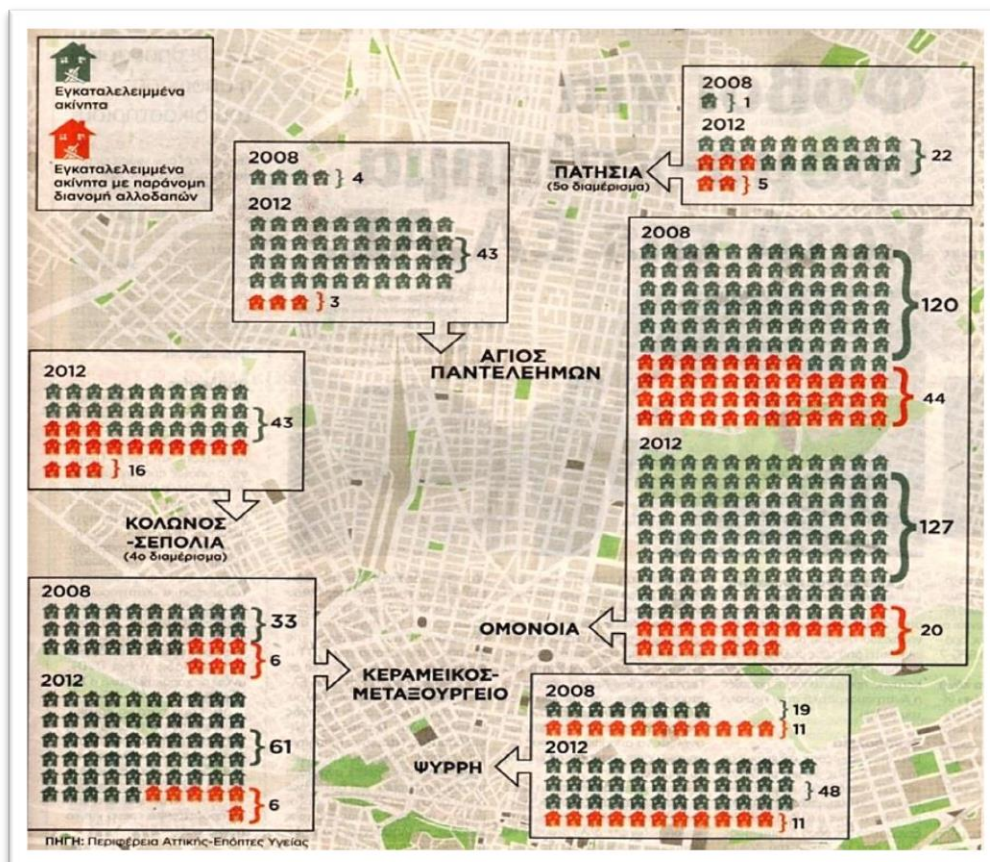 Εγκαταλελειμμένα
ακίνητα
Εγκαταλελειμμένα
ακίνητα με παράνομη
διανομή αλλοδαπών
2008
1
2012
22
5
ΠΑΤΗΣΙΑ
(5ο διαμέρισμα)
2008
4
2012
43
3
ΑΓΙΟΣ
ΠΑΝΤΕΛΕΗΜΩΝ
2008
120
44
2012
127
20
ΟΜΟΝΟΙΑ
2012
43
16
ΚΟΛΩΝΟΣ
-ΣΕΠΟΛΙΑ
(4ο διαμέρισμα)
2008
33
6
2012
61
6
ΚΕΡΑΜΕΙΚΟΣ-
ΜΕΤΑΞΟΥΡΓΕΙΟ
2008
19
11
2012
48
11
ΨΥΡΡΗ
ΠΗΓΗ: Περιφέρεια Αττικής-Επόπτες Υγείας